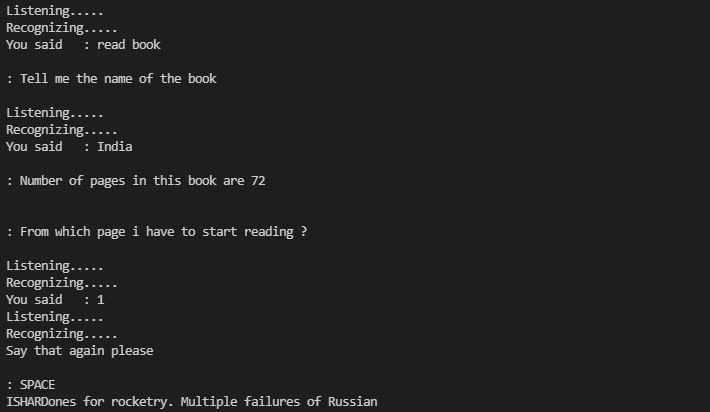 Listening.....
Recognizing.....
You said   : read book
: Tell me the name of the book
Listening.....
Recognizing.....
You said   : India
: Number of pages in this book are 72
: From which page i have to start reading ?
Listening.....
Recognizing.....
You said   : 1
Listening.....
Recognizing.....
Say that again please
: SPACE
ISHARDones for rocketry. Multiple failures of Russian